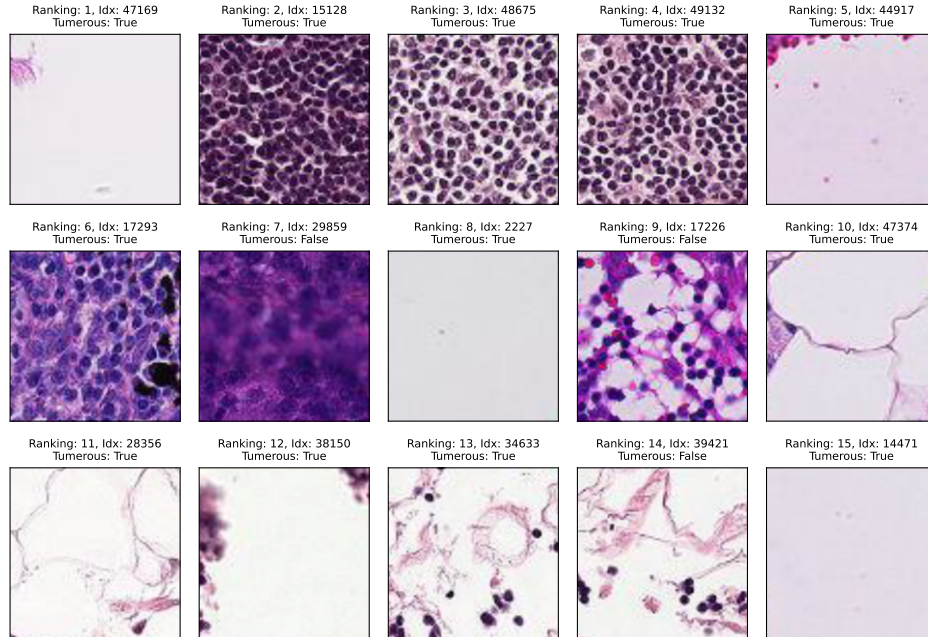 Ranking: 1, Idx: 47169
Tumerous: True
Ranking: 2, Idx: 15128
Tumerous: True
Ranking: 3, Idx: 48675
Tumerous: True
Ranking: 4, Idx: 49132
Tumerous: True
Ranking: 5, Idx: 44917
Tumerous: True
Ranking: 6, Idx: 17293
Tumerous: True
Ranking: 7, Idx: 29859
Tumerous: False
Ranking: 8, Idx: 2227
Tumerous: True
Ranking: 9, Idx: 17226
Tumerous: False
Ranking: 10, Idx: 47374
Tumerous: True
Ranking: 11, Idx: 28356
Tumerous: True
Ranking: 12, Idx: 38150
Tumerous: True
Ranking: 13, Idx: 34633
Tumerous: True
Ranking: 14, Idx: 39421
Tumerous: False
Ranking: 15, Idx: 14471
Tumerous: True